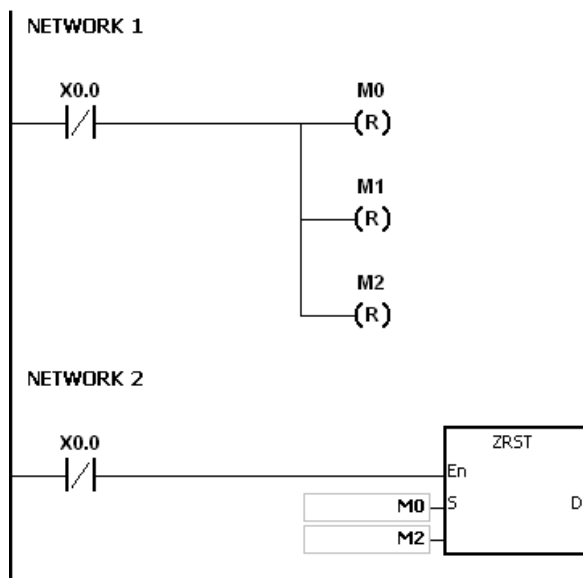 NETWORK 1
X0.0
M0
(R)
M1
(R)
M2
(R)
NETWORK 2
X0.0
ZRST
En
M0 S D
M2